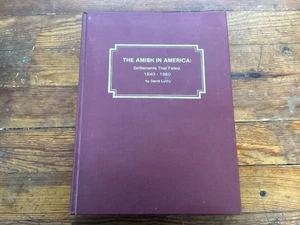 THE AMISH IN AMERICA:
Settlements That Failed
1840 - 1960
by David Luthy